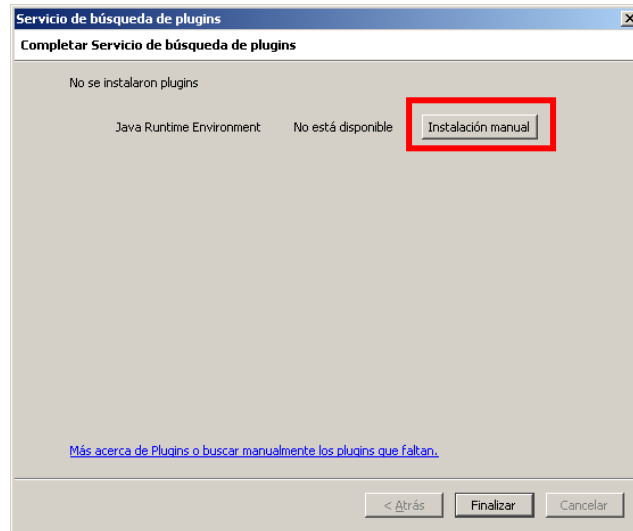 Servicio de búsqueda de plugins
Completar Servicio de búsqueda de plugins
No se instalaron plugins
Java Runtime Environment No está disponible Instalación manual
Más acerca de Plugins o buscar manualmente los plugins que faltan.
< Atrás Finalizar Cancelar